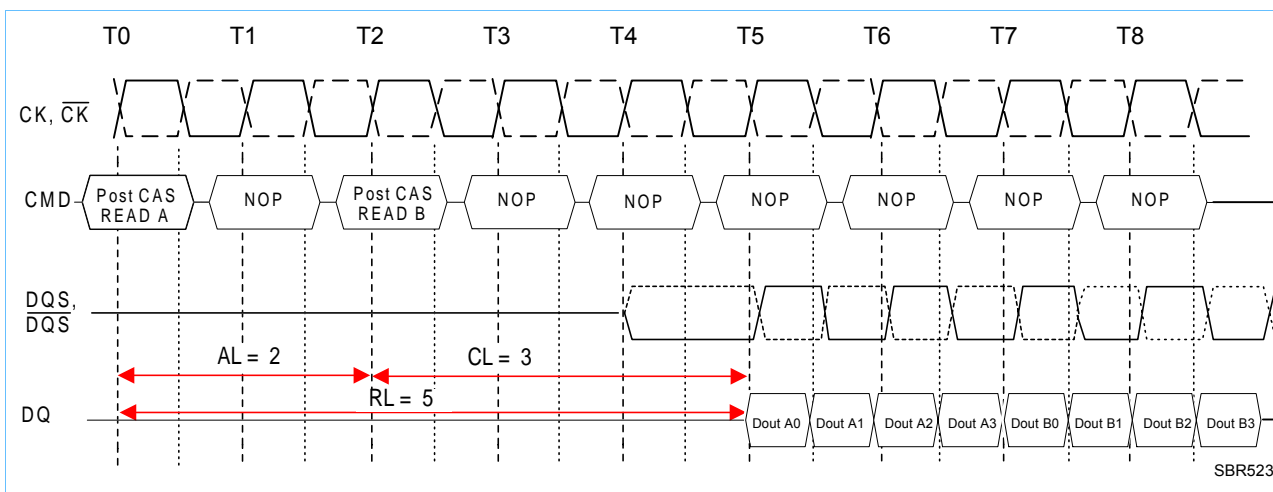 T0 T1 T2 T3 T4 T5 T6 T7 T8
CK, CK
CMD
Post CAS
READ A
NOP
Post CAS
READ B
NOP
NOP
NOP
NOP
NOP
NOP
DQS,
DQS
AL = 2
CL = 3
RL = 5
DQ
Dout A0 Dout A1 Dout A2 Dout A3 Dout B0 Dout B1 Dout B2 Dout B3
SBR523